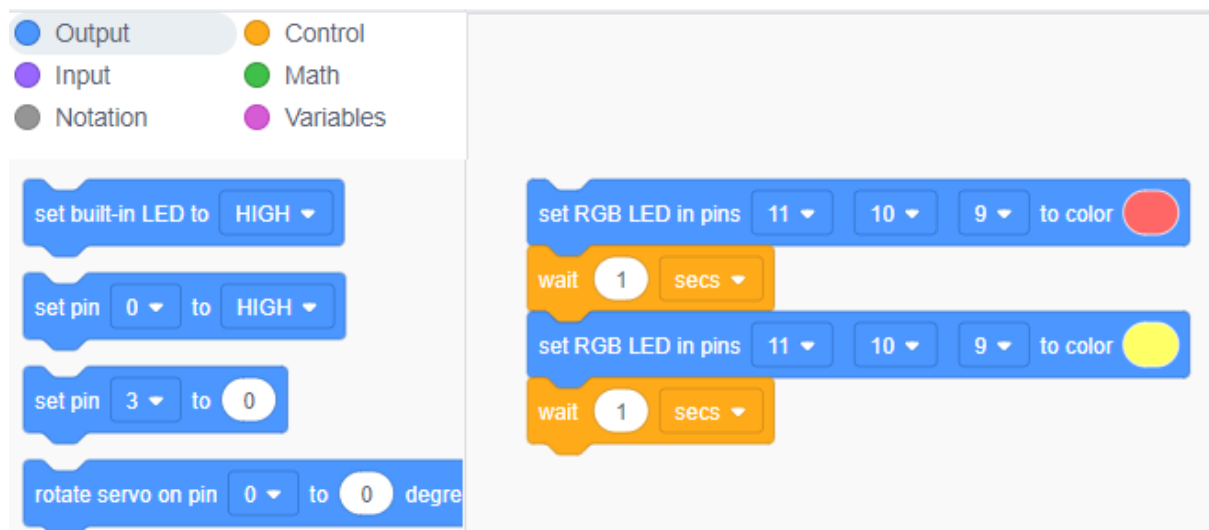 Output Control
Input Math
Notation Variables
set built-in LED to HIGH
set pin 0 to HIGH
set pin 3 to 0
rotate servo on pin 0 to 0 degre
set RGB LED in pins 11 10 9 to color
wait 1 secs
set RGB LED in pins 11 10 9 to color
wait 1 secs